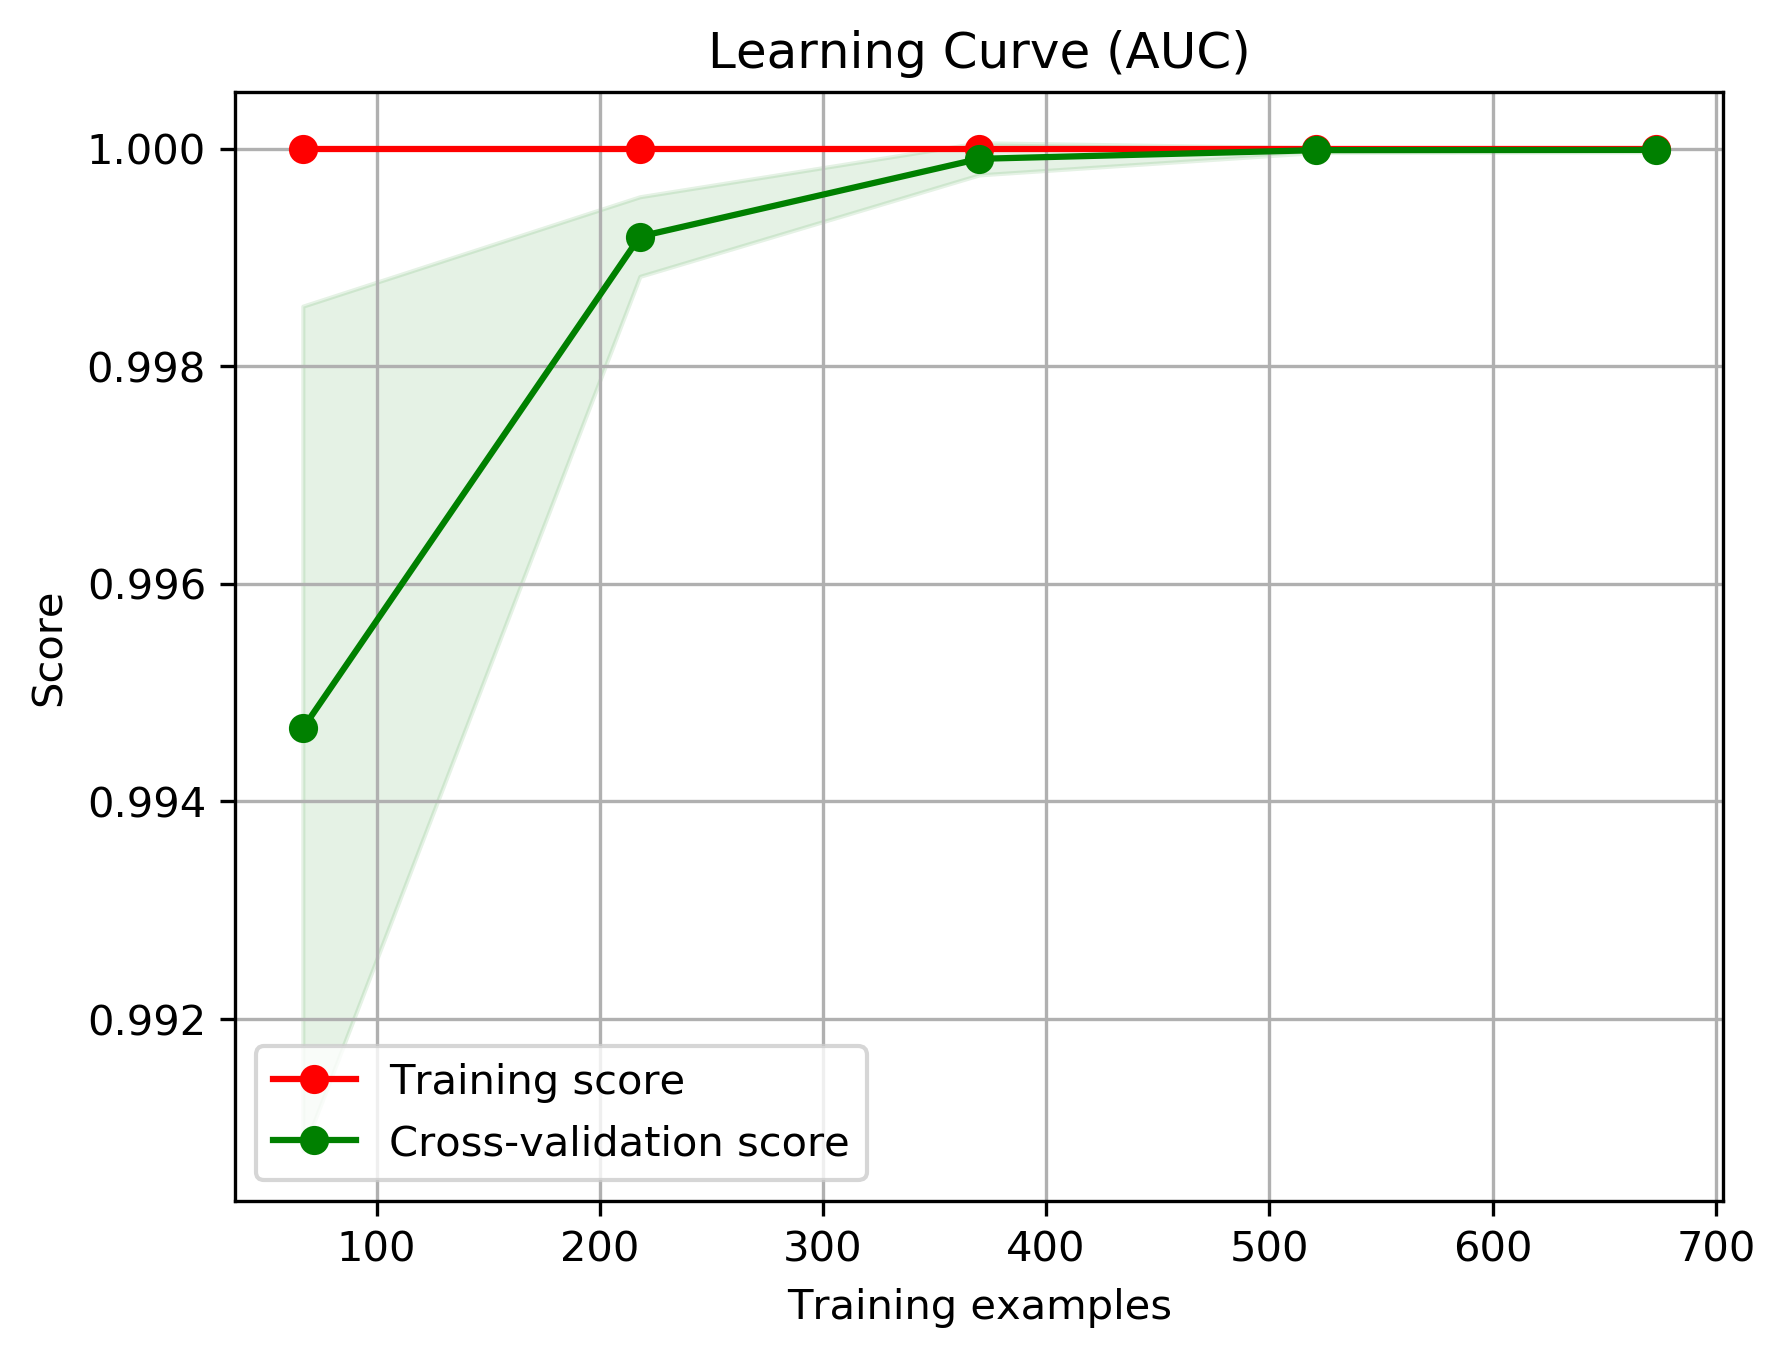 Learning Curve (AUC)
1.000
0.998
0.996
0.994
0.992
Score
Training score
Cross-validation score
100 200 300 400 500 600 700
Training examples